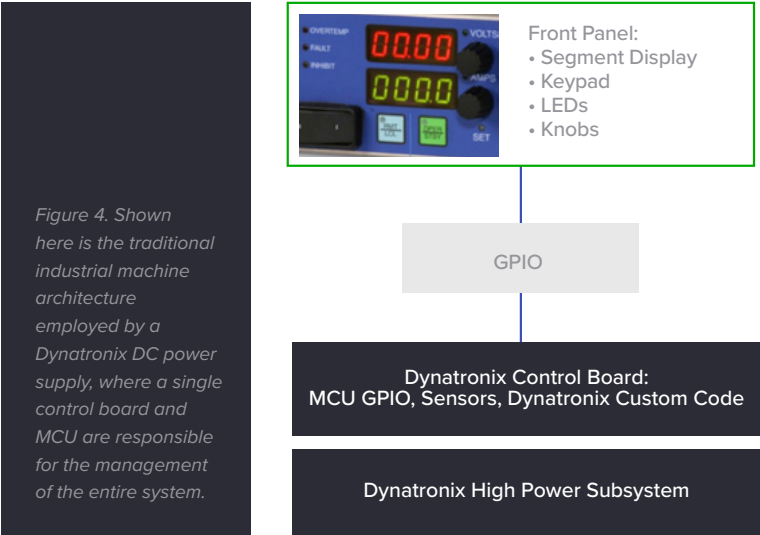 Figure 4. Shown
here is the traditional
industrial machine
architecture
employed by a
Dynatronix DC power
supply, where a single
control board and
MCU are responsible
for the management
of the entire system.
OVERTEMP
FAULT
INHIBIT
00.00
VOLTS
000.0
AMPS
OPEN
STBY
LCL
SET
Front Panel:
• Segment Display
• Keypad
• LEDs
• Knobs
GPIO
Dynatronix Control Board:
MCU GPIO, Sensors, Dynatronix Custom Code
Dynatronix High Power Subsystem